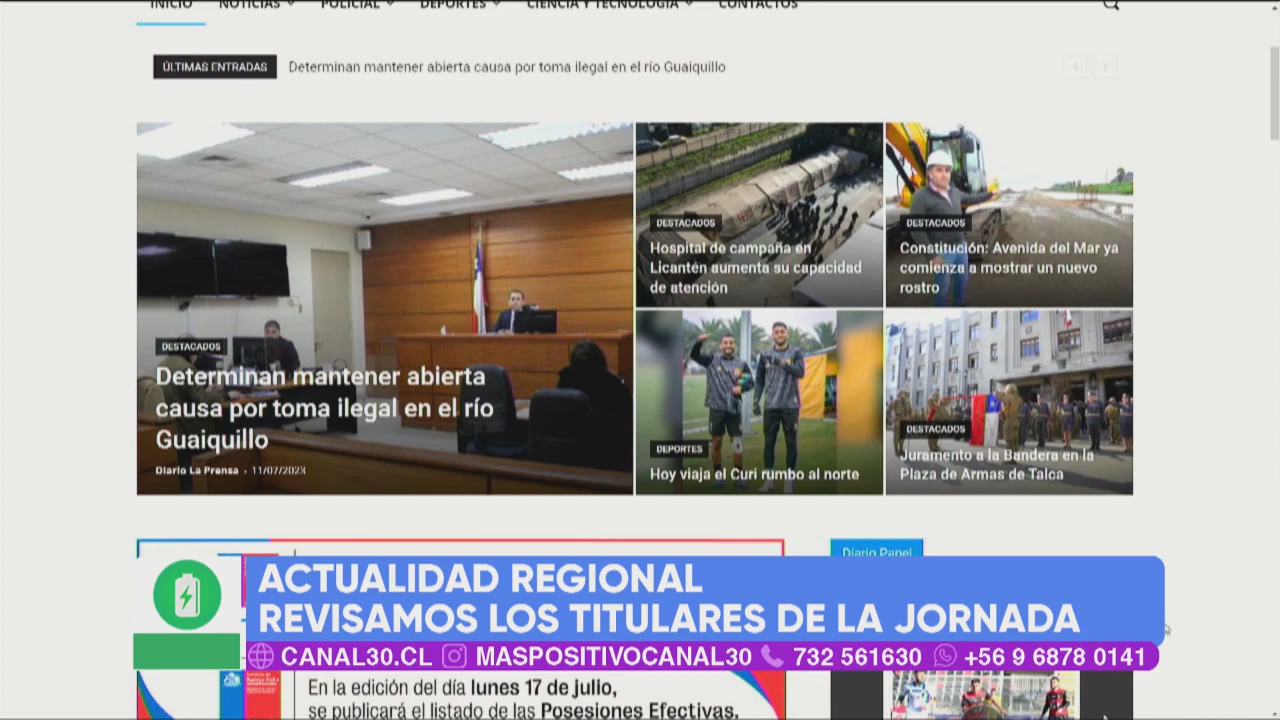 INICIO NOTICIAS POLICIAL DEPORTES CIENCIA Y TECNOLOGÍA CONTACTOS
ÚLTIMAS ENTRADAS Determinan mantener abierta causa por toma ilegal en el río Guaiquillo
DESTACADOS
Determinan mantener abierta
causa por toma ilegal en el río
Guaiquillo
Diario La Prensa - 11/07/2023
DESTACADOS
Hospital de campaña en
Licantén aumenta su capacidad
de atención
DESTACADOS
Constitución: Avenida del Mar ya
comienza a mostrar un nuevo
rostro
DEPORTES
Hoy viaja el Curi rumbo al norte
DESTACADOS
Juramento a la Bandera en la
Plaza de Armas de Talca
Diario Papel
ACTUALIDAD REGIONAL
REVISAMOS LOS TITULARES DE LA JORNADA
CANAL30.CL MASPOSITIVOCANAL30 732 561630 +56 9 6878 0141
En la edición del día lunes 17 de julio,
se publicará el listado de las Posesiones Efectivas.